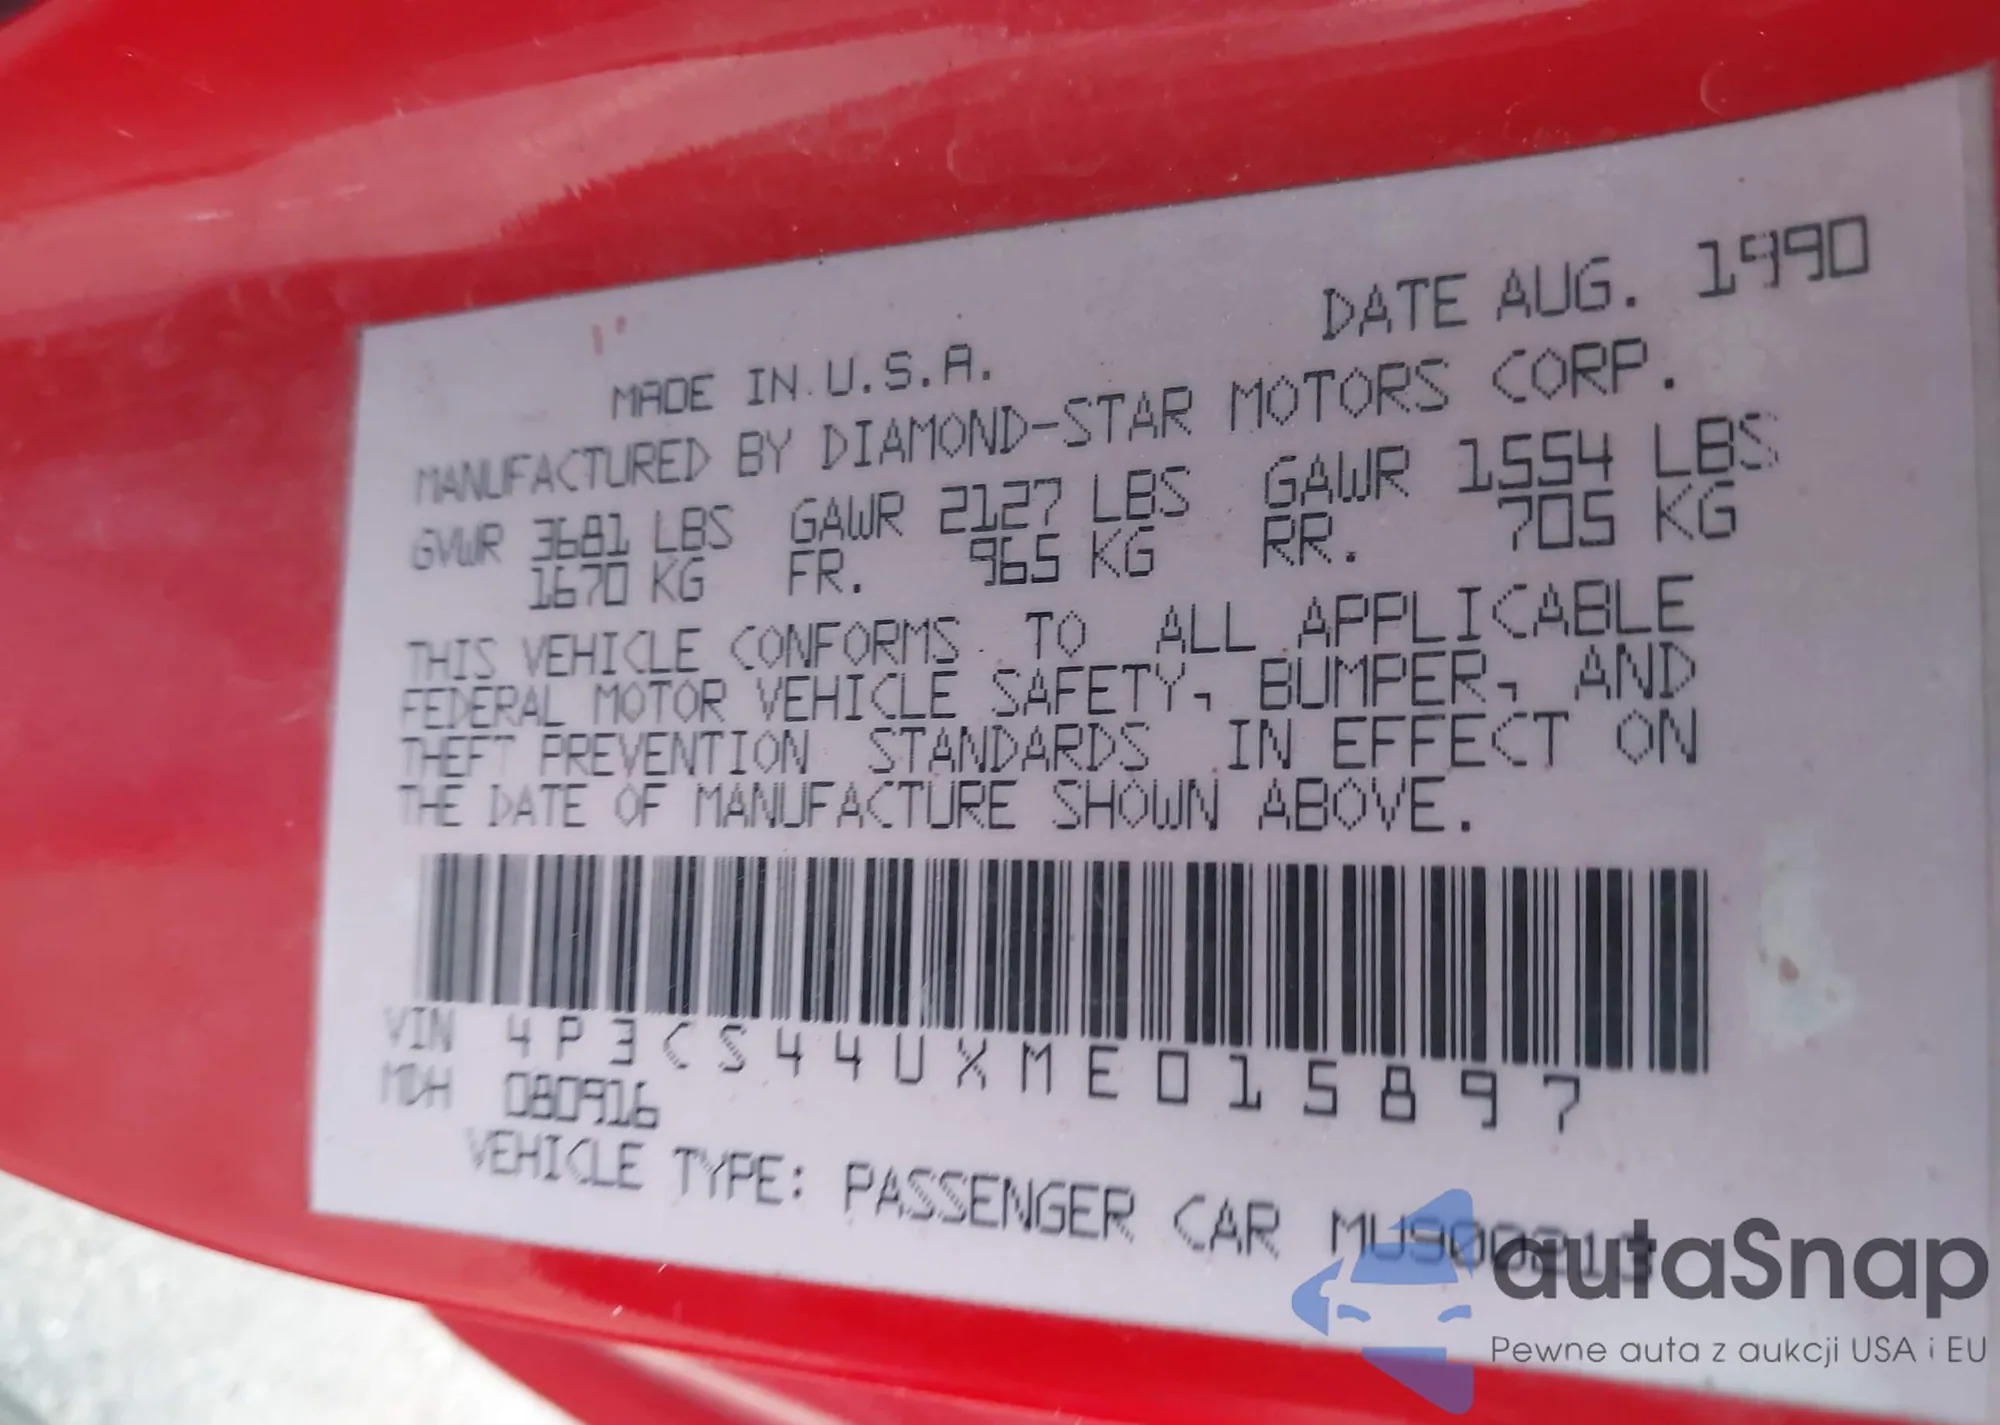 DATE AUG. 1990
MADE IN U.S.A.
MANUFACTURED BY DIAMOND-STAR MOTORS CORP.
GVWR 3681 LBS GAWR 2127 LBS GAWR 1554 LBS
1670 KG FR. 965 KG RR. 705 KG
THIS VEHICLE CONFORMS TO ALL APPLICABLE
FEDERAL MOTOR VEHICLE SAFETY, BUMPER, AND
THEFT PREVENTION STANDARDS IN EFFECT ON
THE DATE OF MANUFACTURE SHOWN ABOVE.
VIN 4P3CS44UXME015897
MDH 080916
VEHICLE TYPE: PASSENGER CAR MU900213
autaSnap
Pewne auta z aukcji USA i EU